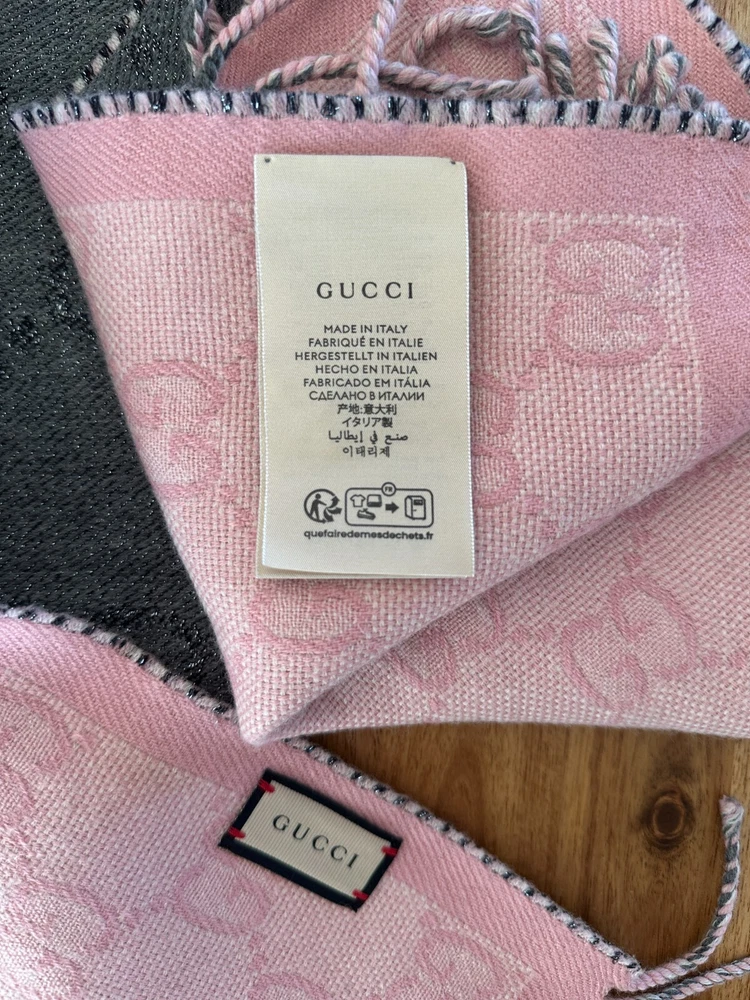 GUCCI
MADE IN ITALY
FABRIQUÉ EN ITALIE
HERGESTELLT IN ITALIEN
HECHO EN ITALIA
FABRICADO EM ITÁLIA
СДЕЛАНО В ИТАЛИИ
产地:意大利
イタリア製
صنع في إيطاليا
이태리제
FR
quefairedemesdechets.fr
GUCCI